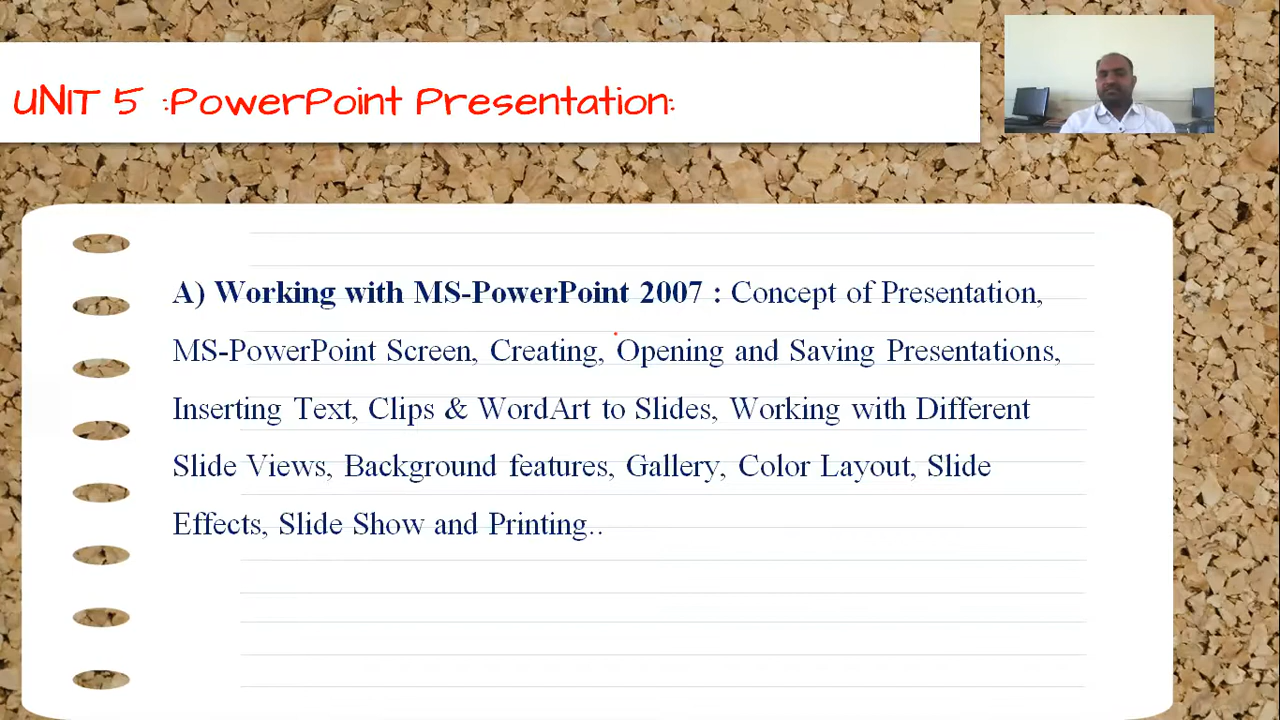 UNIT 5 :PowerPoint Presentation:
A) Working with MS-PowerPoint 2007 : Concept of Presentation,
MS-PowerPoint Screen, Creating, Opening and Saving Presentations,
Inserting Text, Clips & WordArt to Slides, Working with Different
Slide Views, Background features, Gallery, Color Layout, Slide
Effects, Slide Show and Printing..